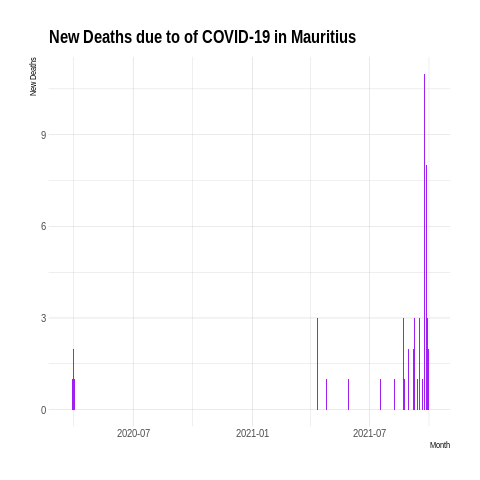 New Deaths due to of COVID-19 in Mauritius
New Deaths
9
6
3
0
2020-07 2021-01 2021-07
Month